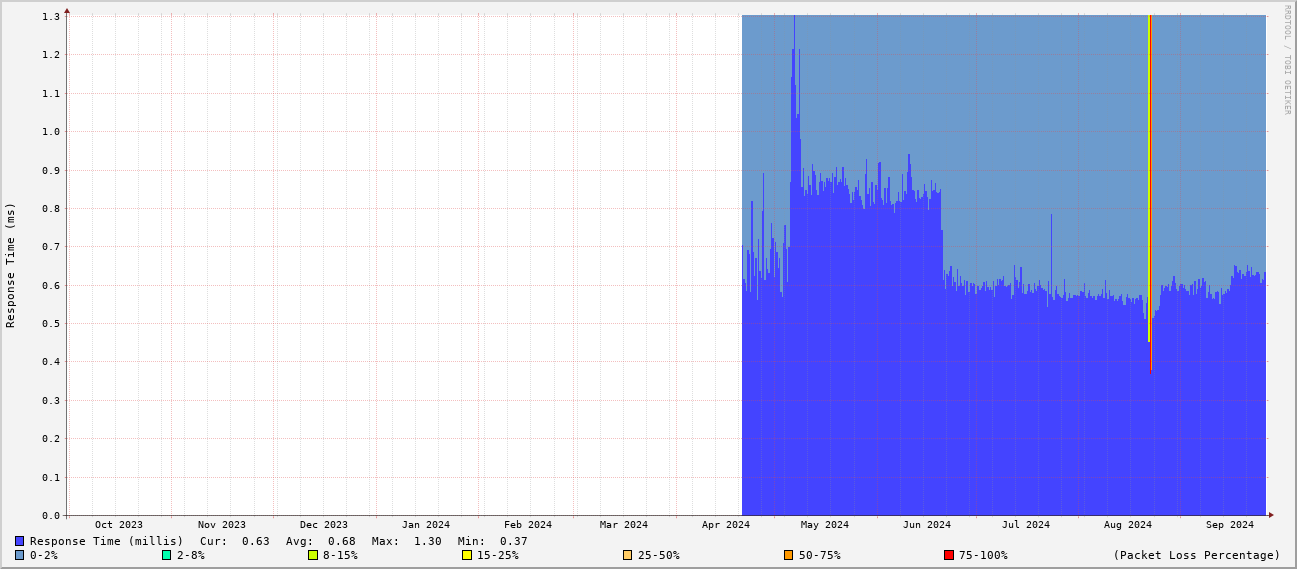 RRDTOOL / TOBI OETIKER
Response Time (ms)
1.3
1.2
1.1
1.0
0.9
0.8
0.7
0.6
0.5
0.4
0.3
0.2
0.1
0.0
Oct 2023 Nov 2023 Dec 2023 Jan 2024 Feb 2024 Mar 2024 Apr 2024 May 2024 Jun 2024 Jul 2024 Aug 2024 Sep 2024
Response Time (millis) Cur: 0.63 Avg: 0.68 Max: 1.30 Min: 0.37
0-2% 2-8% 8-15% 15-25% 25-50% 50-75% 75-100% (Packet Loss Percentage)